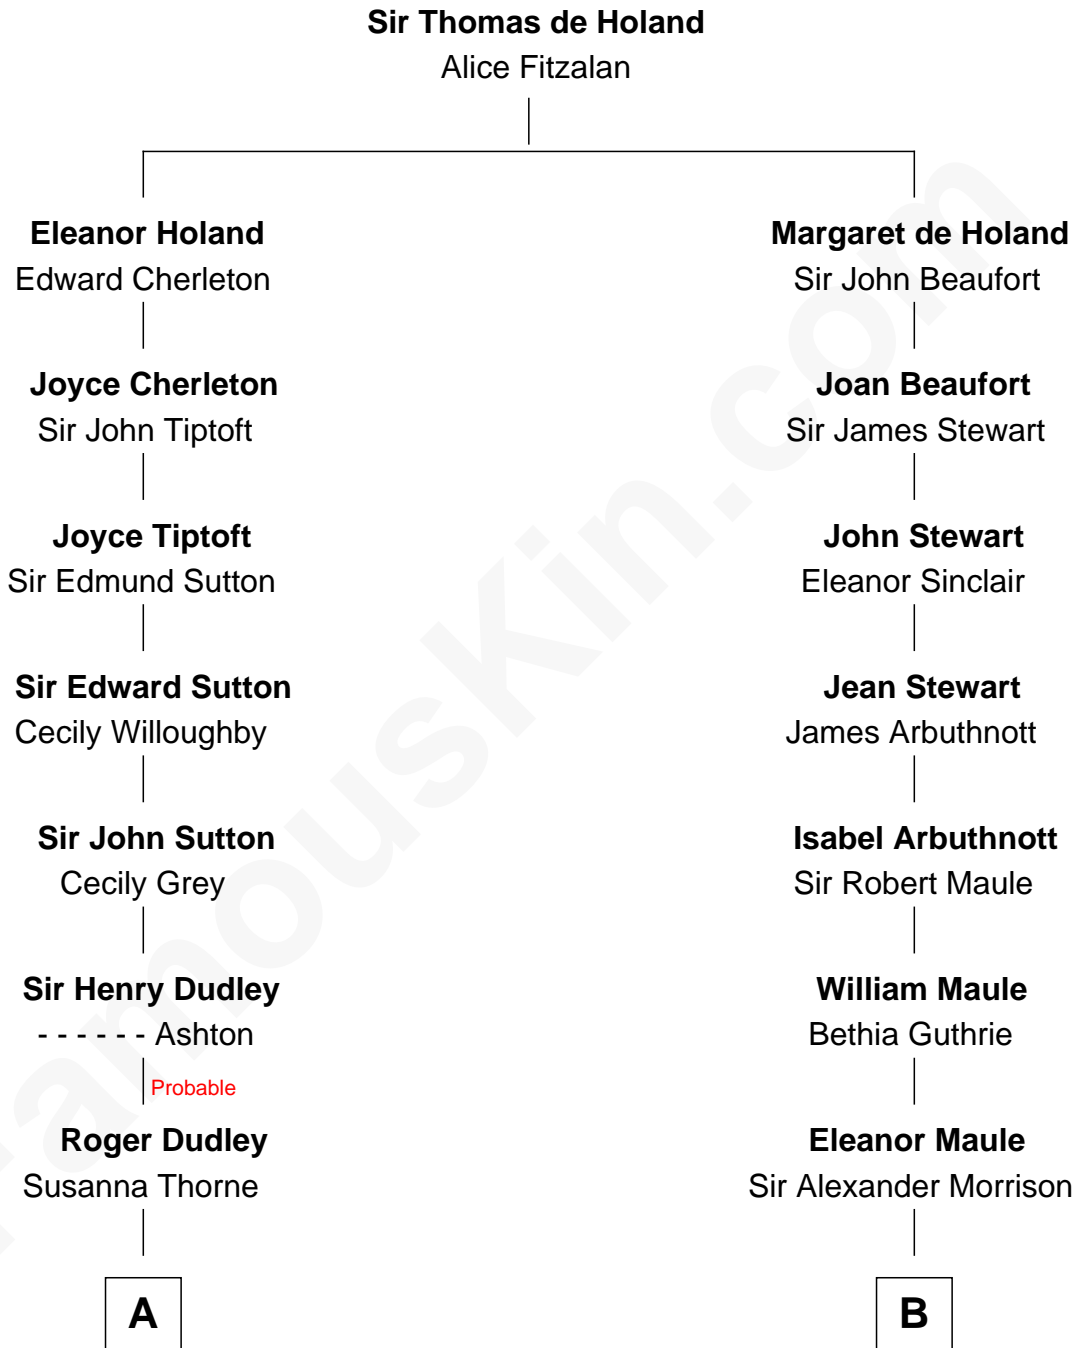 Sir Thomas de Holand
Alice Fitzalan
Eleanor Holand
Edward Cherleton
Joyce Cherleton
Sir John Tiptoft
Joyce Tiptoft
Sir Edmund Sutton
Sir Edward Sutton
Cecily Willoughby
Sir John Sutton
Cecily Grey
Sir Henry Dudley
- - - - - - Ashton
Probable
Roger Dudley
Susanna Thorne
A
Margaret de Holand
Sir John Beaufort
Joan Beaufort
Sir James Stewart
John Stewart
Eleanor Sinclair
Jean Stewart
James Arbuthnott
Isabel Arbuthnott
Sir Robert Maule
William Maule
Bethia Guthrie
Eleanor Maule
Sir Alexander Morrison
B
FamousKin.com